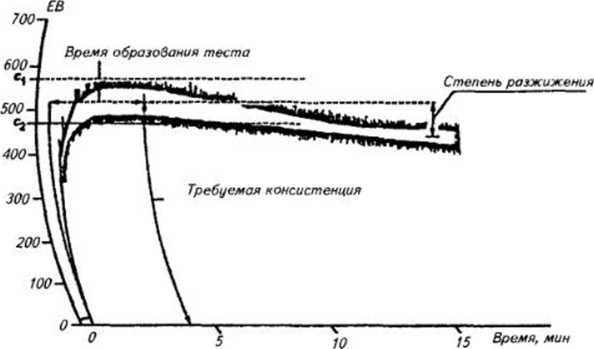 ЕВ
700
Время образования теста
600
c₁
Степень разжижения
500
c₂
400
Требуемая консистенция
300
200
100
0
0
5
10
15
Время, мин